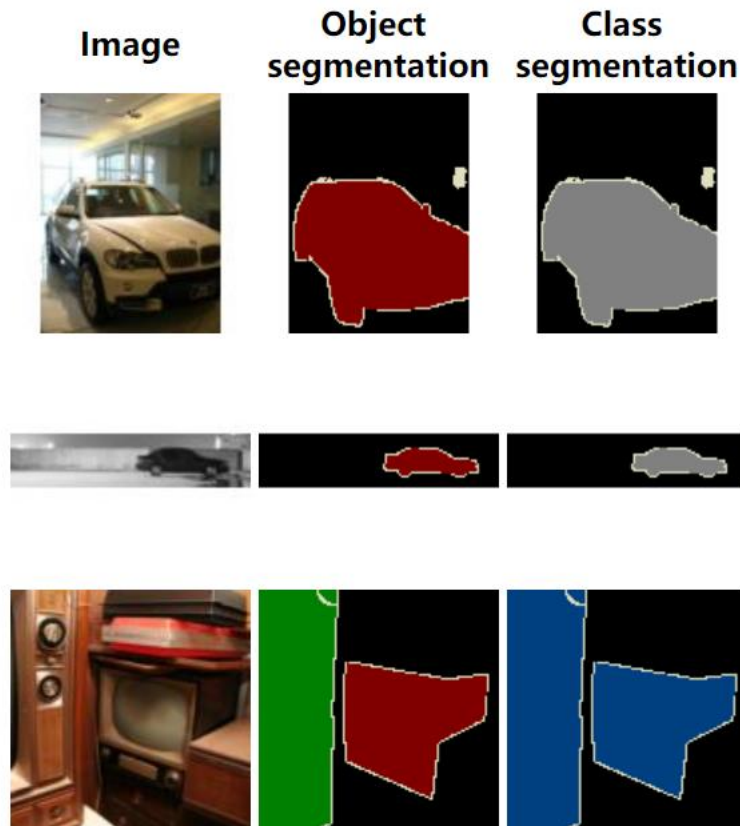 Image
Object
segmentation
Class
segmentation